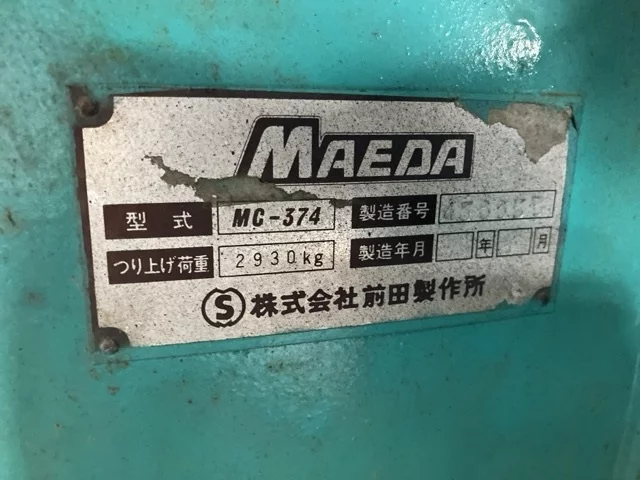 MAEDA
型式 MC-374 製造番号
つり上げ荷重 2930kg 製造年月 年 月
S 株式会社前田製作所